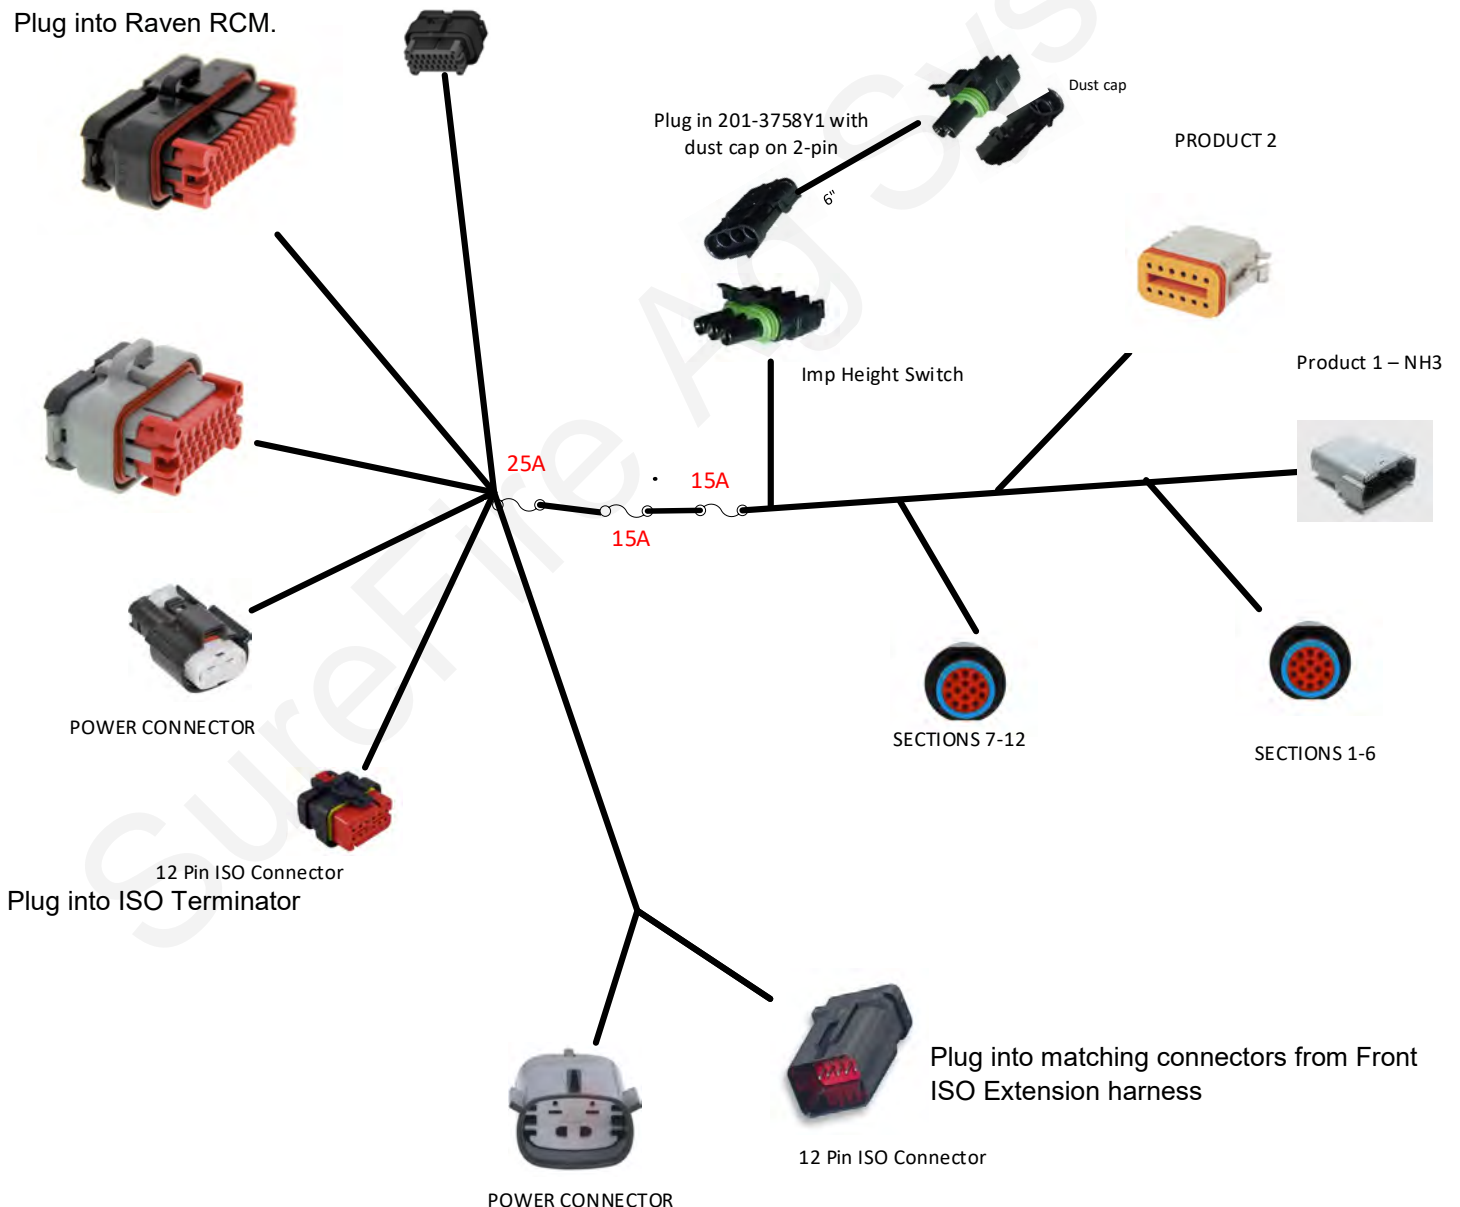 Plug into Raven RCM.
Dust cap
Plug in 201-3758Y1 with
dust cap on 2-pin
6"
PRODUCT 2
Imp Height Switch
Product 1 – NH3
25A
15A
15A
POWER CONNECTOR
SECTIONS 7-12
SECTIONS 1-6
12 Pin ISO Connector
Plug into ISO Terminator
Plug into matching connectors from Front
ISO Extension harness
12 Pin ISO Connector
POWER CONNECTOR
SureFire Ag Sys